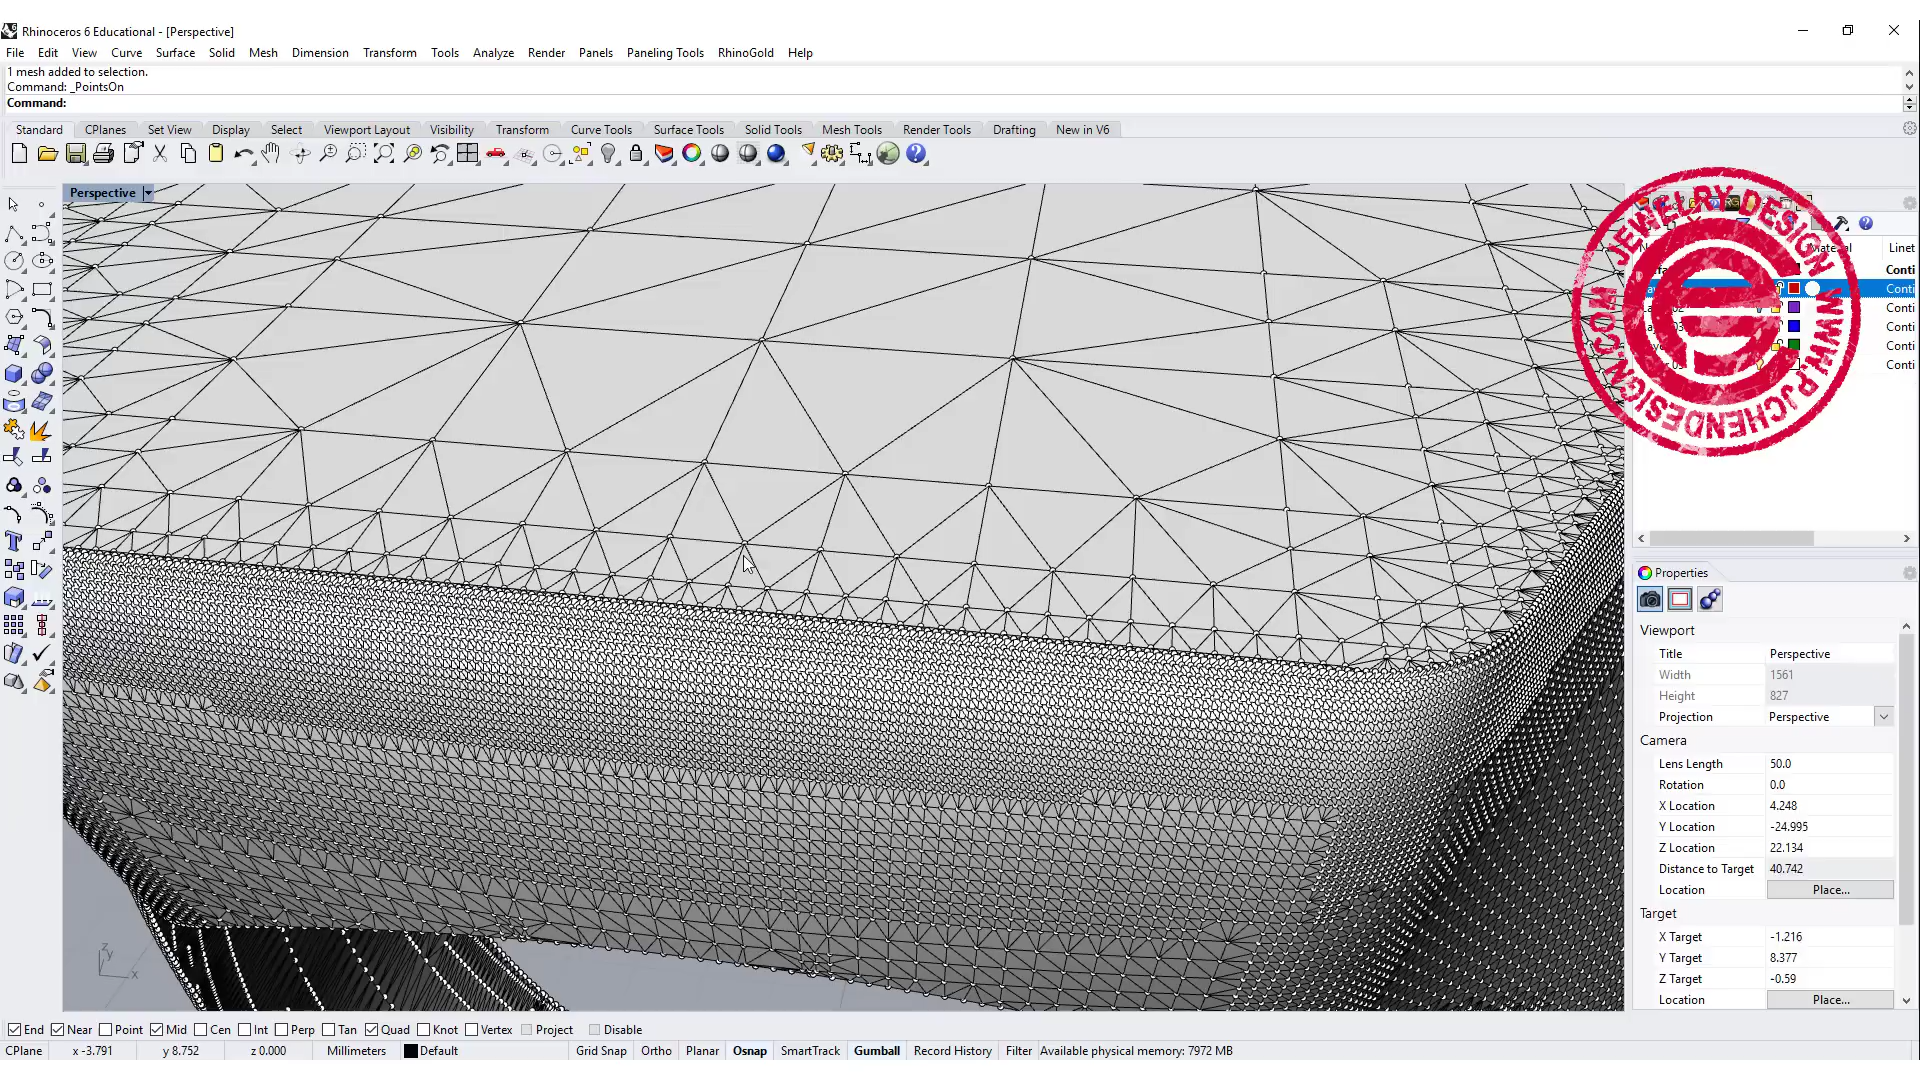 Rhinoceros 6 Educational - [Perspective]
File Edit View Curve Surface Solid Mesh Dimension Transform Tools Analyze Render Panels Paneling Tools RhinoGold Help
1 mesh added to selection.
Command: _PointsOn
Command:
Standard CPlanes Set View Display Select Viewport Layout Visibility Transform Curve Tools Surface Tools Solid Tools Mesh Tools Render Tools Drafting New in V6
Perspective
JEWELRY DESIGN WWW.PJCHENDESIGN.COM
Linet
Conti
Conti
Conti
Conti
Conti
Conti
Properties
Viewport
Title Perspective
Width 1561
Height 827
Projection Perspective
Camera
Lens Length 50.0
Rotation 0.0
X Location 4.248
Y Location -24.995
Z Location 22.134
Distance to Target 40.742
Location Place...
Target
X Target -1.216
Y Target 8.377
Z Target -0.59
Location Place...
z y x
End Near Point Mid Cen Int Perp Tan Quad Knot Vertex Project Disable
CPlane x -3.791 y 8.752 z 0.000 Millimeters Default Grid Snap Ortho Planar Osnap SmartTrack Gumball Record History Filter Available physical memory: 7972 MB